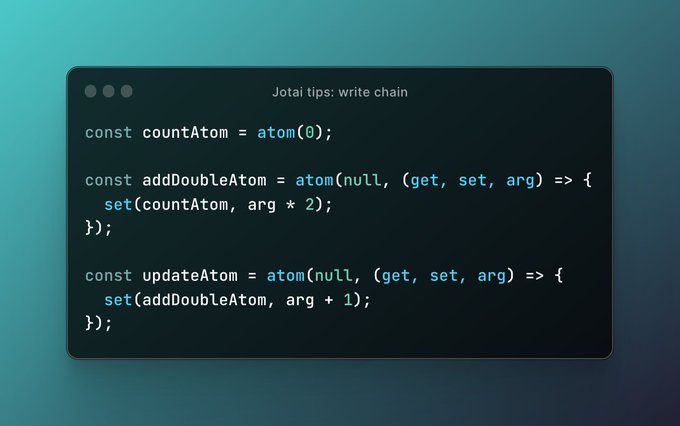 Jotai tips: write chain
const countAtom = atom(0);
const addDoubleAtom = atom(null, (get, set, arg) => {
  set(countAtom, arg * 2);
});
const updateAtom = atom(null, (get, set, arg) => {
  set(addDoubleAtom, arg + 1);
});